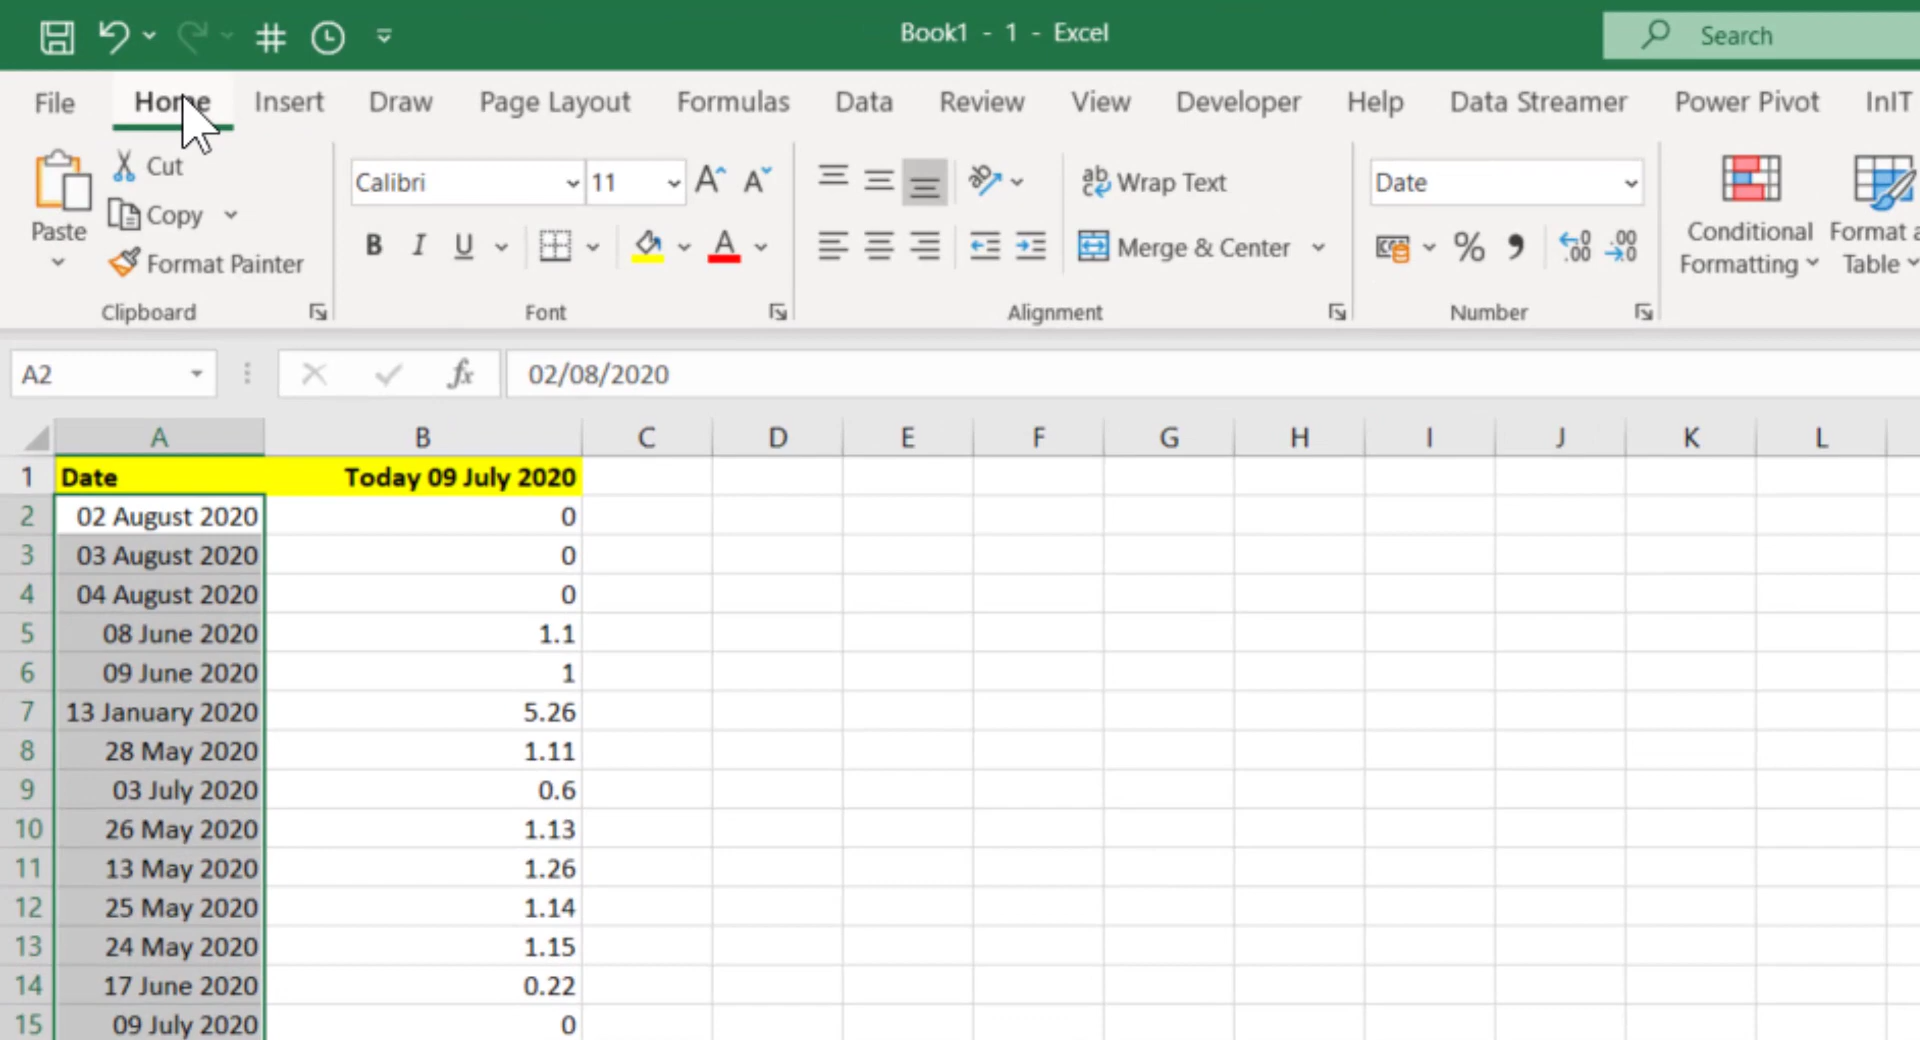 Book1 - 1 - Excel
Search
File Home Insert Draw Page Layout Formulas Data Review View Developer Help Data Streamer Power Pivot InIT
Paste
Cut
Copy
Format Painter
Clipboard
Calibri 11
B I U A
Font
Wrap Text
Merge & Center
Alignment
Date
% 
Number
Conditional Formatting
Format a
Table
A2 fx 02/08/2020
A B C D E F G H I J K L
1 Date Today 09 July 2020
2 02 August 2020 0
3 03 August 2020 0
4 04 August 2020 0
5 08 June 2020 1.1
6 09 June 2020 1
7 13 January 2020 5.26
8 28 May 2020 1.11
9 03 July 2020 0.6
10 26 May 2020 1.13
11 13 May 2020 1.26
12 25 May 2020 1.14
13 24 May 2020 1.15
14 17 June 2020 0.22
15 09 July 2020 0